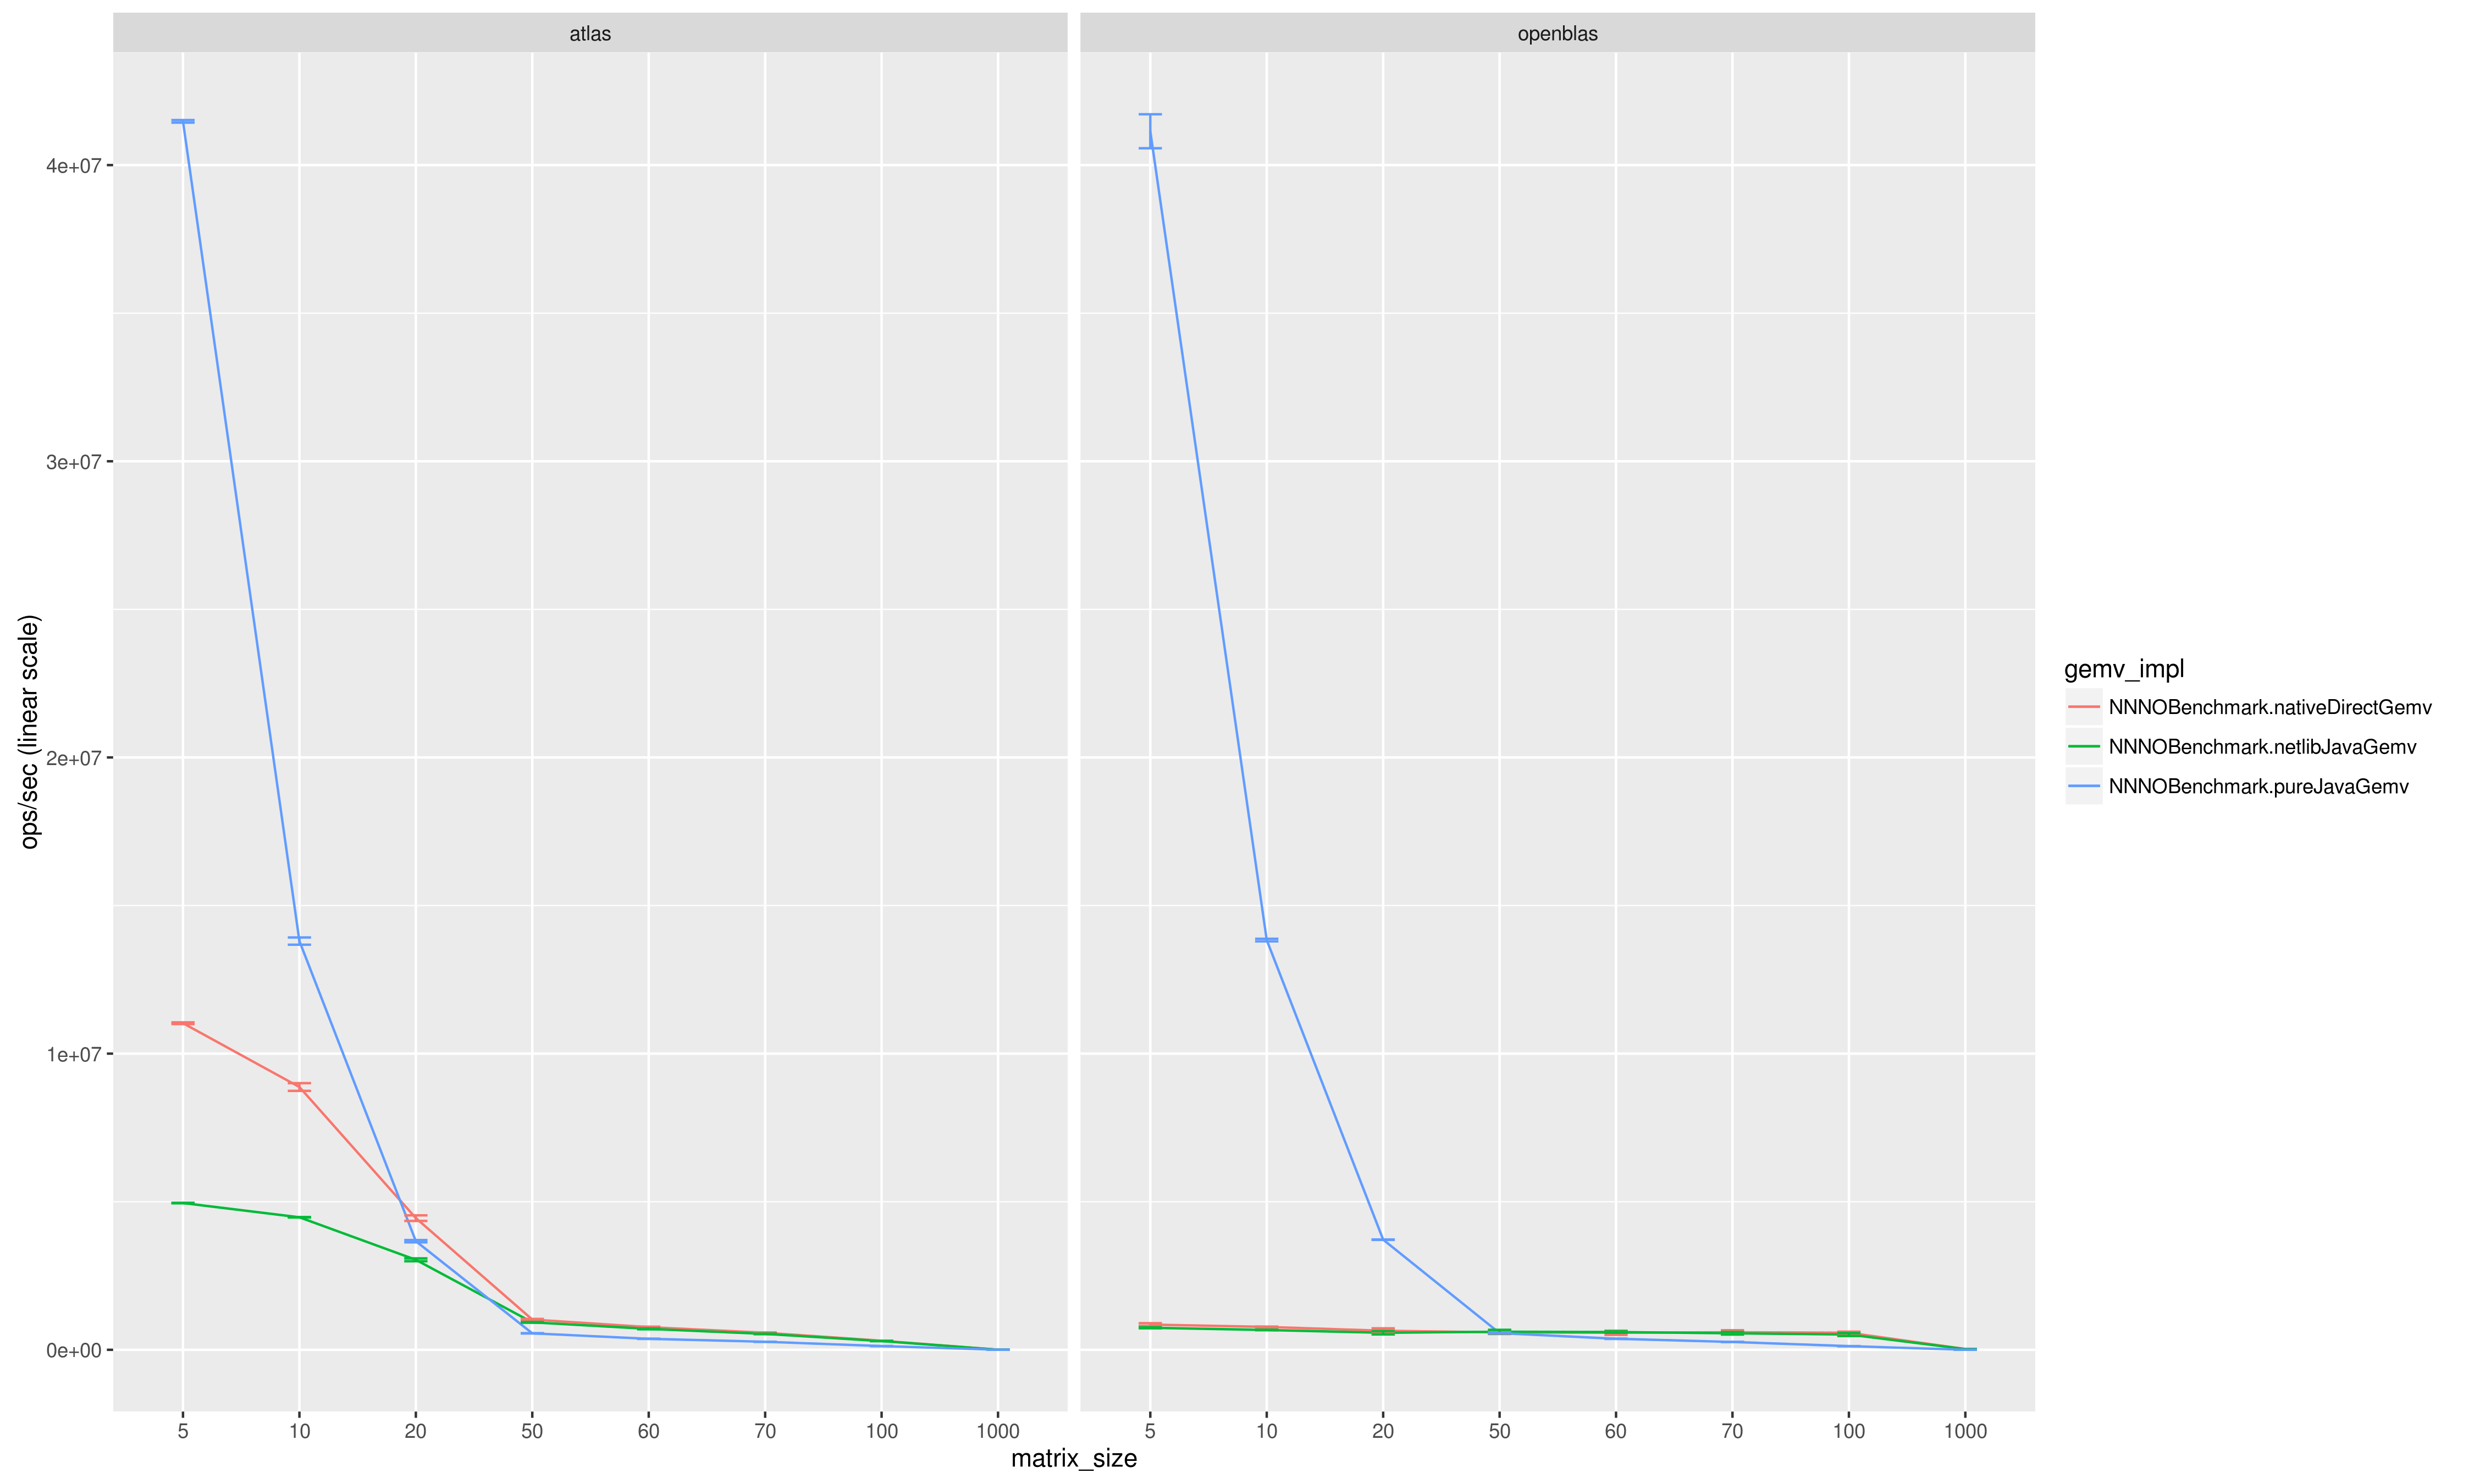 atlas
openblas
ops/sec (linear scale)
4e+07
3e+07
2e+07
1e+07
0e+00
5 10 20 50 60 70 100 1000
5 10 20 50 60 70 100 1000
matrix_size
gemv_impl
NNNOBenchmark.nativeDirectGemv
NNNOBenchmark.netlibJavaGemv
NNNOBenchmark.pureJavaGemv